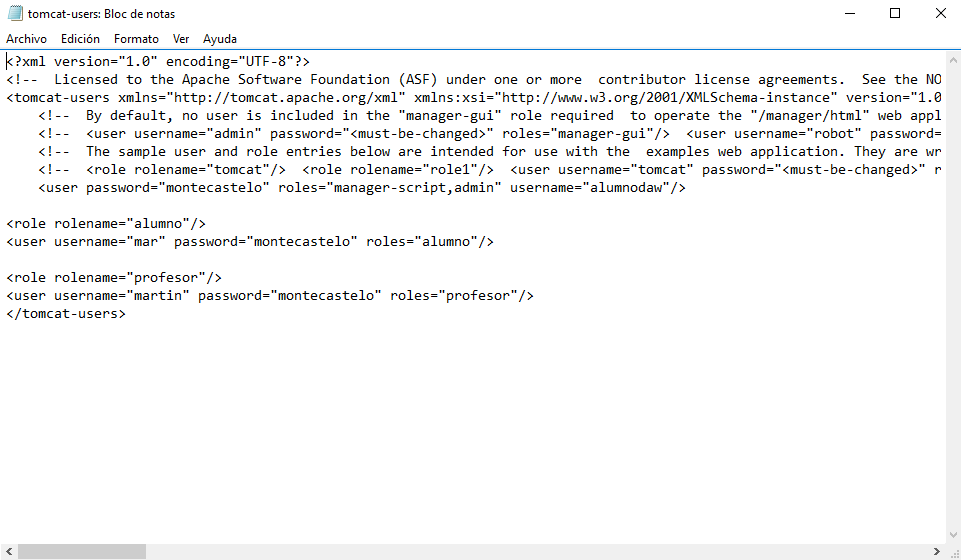 tomcat-users: Bloc de notas
Archivo Edición Formato Ver Ayuda
<?xml version="1.0" encoding="UTF-8"?>
<!--  Licensed to the Apache Software Foundation (ASF) under one or more  contributor license agreements.  See the NO
<tomcat-users xmlns="http://tomcat.apache.org/xml" xmlns:xsi="http://www.w3.org/2001/XMLSchema-instance" version="1.0
    <!--  By default, no user is included in the "manager-gui" role required  to operate the "/manager/html" web appl
    <!--  <user username="admin" password="<must-be-changed>" roles="manager-gui"/>  <user username="robot" password=
    <!--  The sample user and role entries below are intended for use with the  examples web application. They are wr
    <!--  <role rolename="tomcat"/>  <role rolename="role1"/>  <user username="tomcat" password="<must-be-changed>" r
    <user password="montecastelo" roles="manager-script,admin" username="alumnodaw"/>
<role rolename="alumno"/>
<user username="mar" password="montecastelo" roles="alumno"/>
<role rolename="profesor"/>
<user username="martin" password="montecastelo" roles="profesor"/>
</tomcat-users>